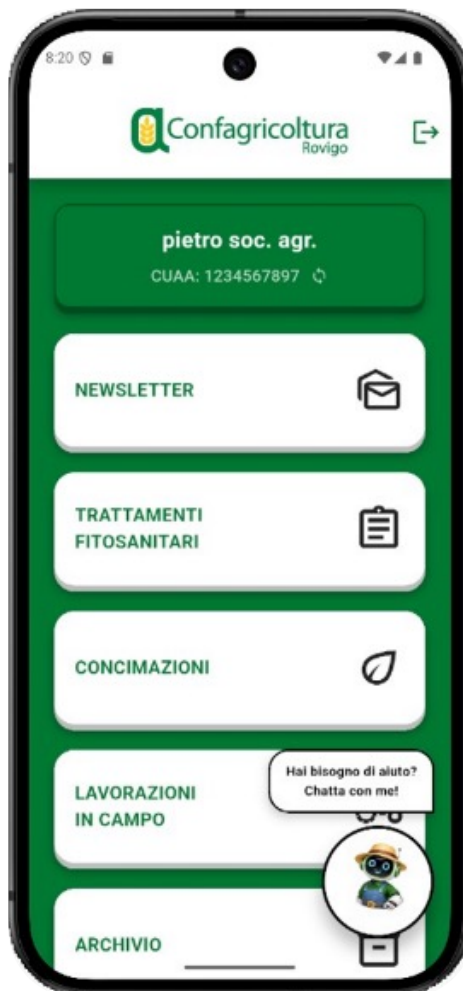 8:20
Confagricoltura
Rovigo
pietro soc. agr.
CUAA: 1234567897
NEWSLETTER
TRATTAMENTI
FITOSANITARI
CONCIMAZIONI
Hai bisogno di aiuto?
Chatta con me!
LAVORAZIONI
IN CAMPO
ARCHIVIO